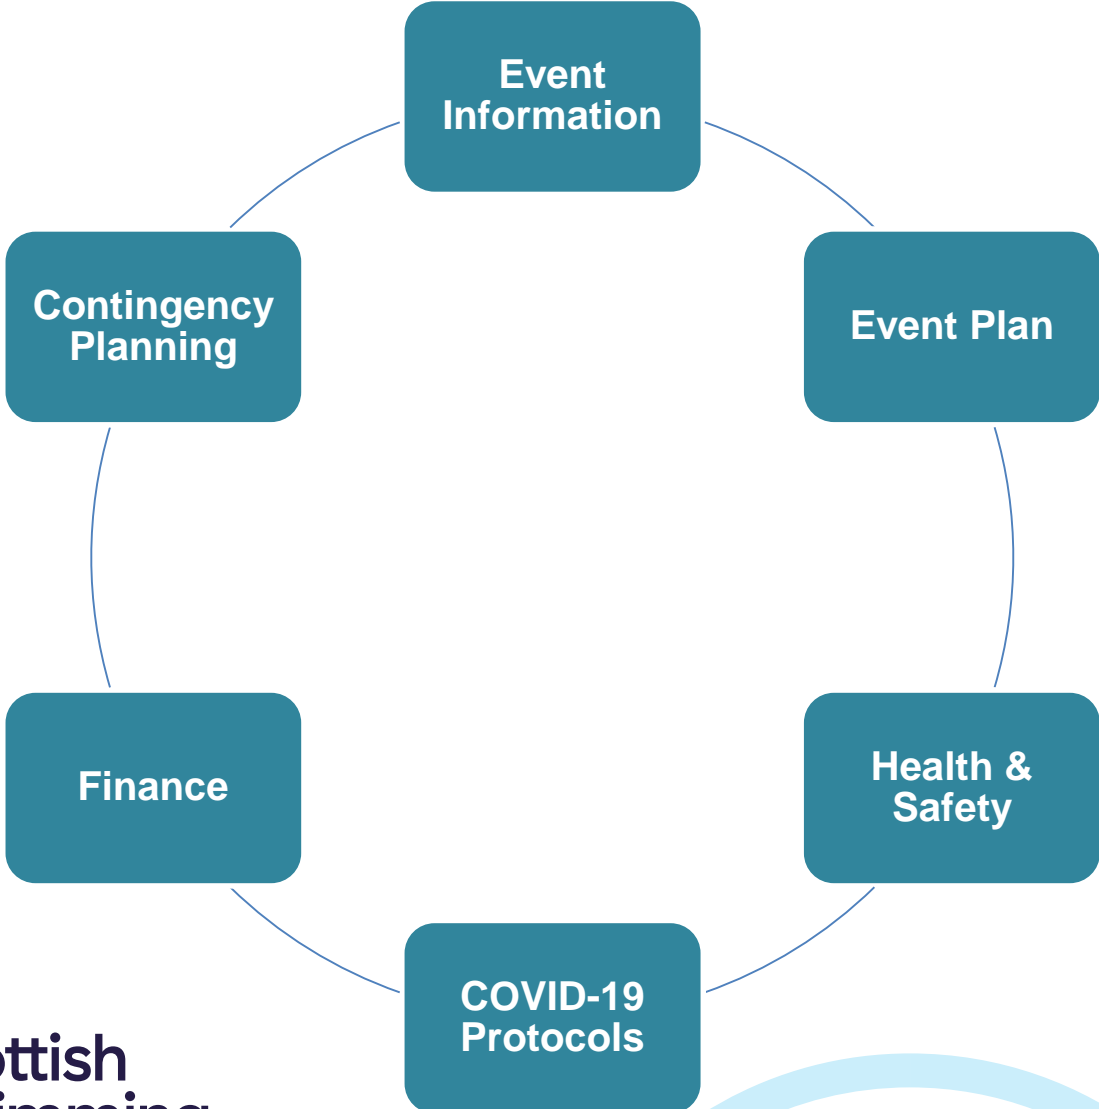 Event
Information
Event Plan
Health &
Safety
COVID-19
Protocols
Finance
Contingency
Planning
ottish